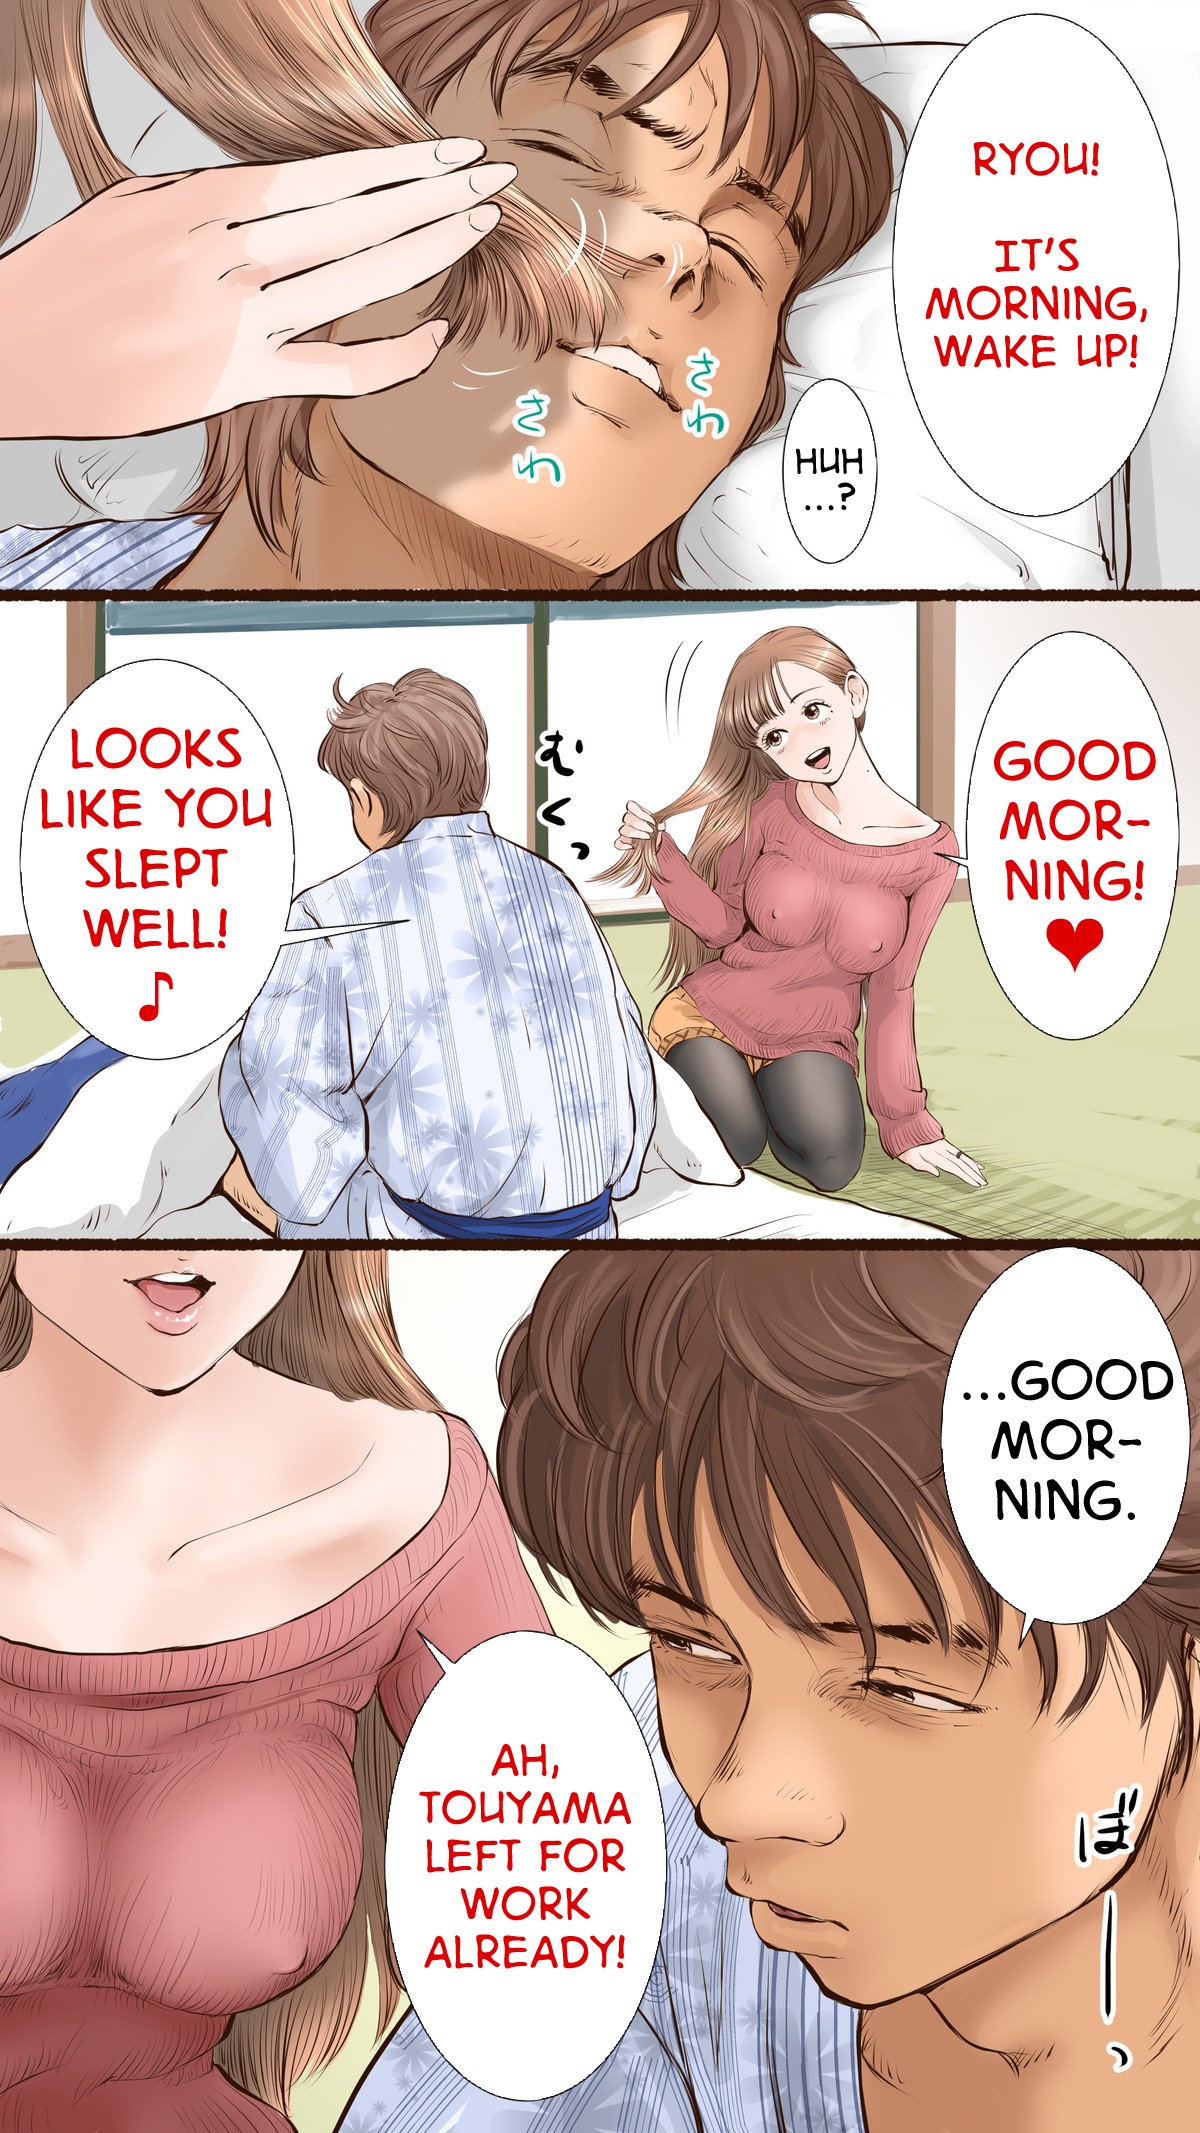 RYOU!
IT'S
MORNING,
WAKE UP!
HUH
...?
さわ
さわ
GOOD
MOR-
NING!
むくっ
LOOKS
LIKE YOU
SLEPT
WELL!
...GOOD
MOR-
NING.
AH,
TOUYAMA
LEFT FOR
WORK
ALREADY!
ぼーっ